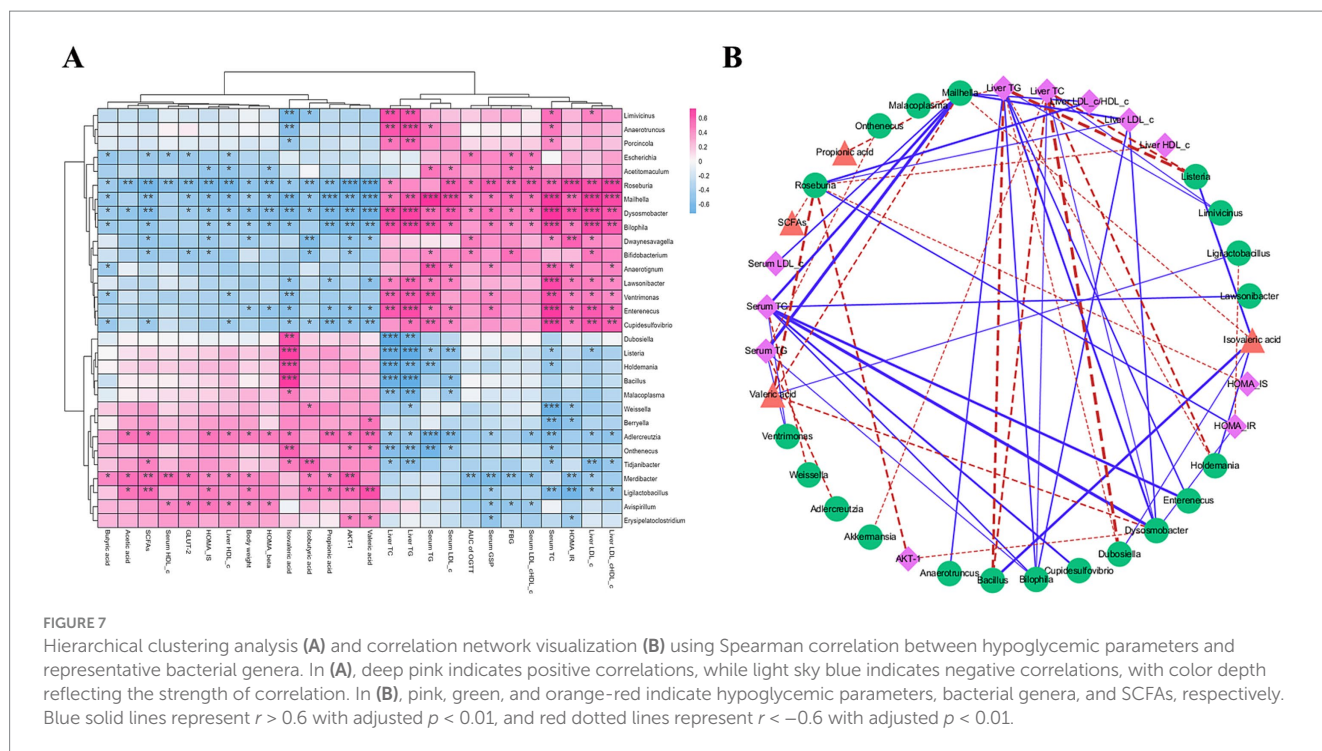 A
B
0.6
0.4
0.2
0
-0.2
-0.4
-0.6
Limivicinus
Anaerotruncus
Porcincola
Escherichia
Acetitomaculum
Roseburia
Mailhella
Dysosmobacter
Bilophila
Dwaynesavagella
Bifidobacterium
Anaerotignum
Lawsonibacter
Ventrimonas
Enterenecus
Cupidesulfovibrio
Dubosiella
Listeria
Holdemania
Bacillus
Malacoplasma
Weissella
Berryella
Adlercreutzia
Onthenecus
Tidjanibacter
Merdibacter
Ligilactobacillus
Avispirillum
Erysipelatoclostridium
Butyric acid
Acetic acid
SCFAs
Serum HDL_c
GLUT-2
HOMA_IS
Liver HDL_c
Body weight
HOMA_beta
Isovaleric acid
Isobutyric acid
Propionic acid
AKT-1
Valeric acid
Liver TC
Liver TG
Serum TG
Serum LDL_c
AUC of OGTT
Serum GSP
FBG
Serum LDL_c/HDL_c
Serum TC
HOMA_IR
Liver LDL_c
Liver LDL_c/HDL_c
Mailhella
Liver TG
Liver TC
Liver LDL_c/HDL_c
Liver LDL_c
Liver HDL_c
Malacoplasma
Onthenecus
Propionic acid
Roseburia
SCFAs
Serum LDL_c
Serum TG
Serum TG
Valeric acid
Ventrimonas
Weissella
Adlercreutzia
Akkermansia
AKT-1
Anaerotruncus
Bacillus
Bilophila
Cupidesulfovibrio
Dubosiella
Dysosmobacter
Enterenecus
Holdemania
HOMA_IR
HOMA_IS
Isovaleric acid
Lawsonibacter
Ligilactobacillus
Limivicinus
Listeria
FIGURE 7
Hierarchical clustering analysis (A) and correlation network visualization (B) using Spearman correlation between hypoglycemic parameters and
representative bacterial genera. In (A), deep pink indicates positive correlations, while light sky blue indicates negative correlations, with color depth
reflecting the strength of correlation. In (B), pink, green, and orange-red indicate hypoglycemic parameters, bacterial genera, and SCFAs, respectively.
Blue solid lines represent r > 0.6 with adjusted p < 0.01, and red dotted lines represent r < −0.6 with adjusted p < 0.01.